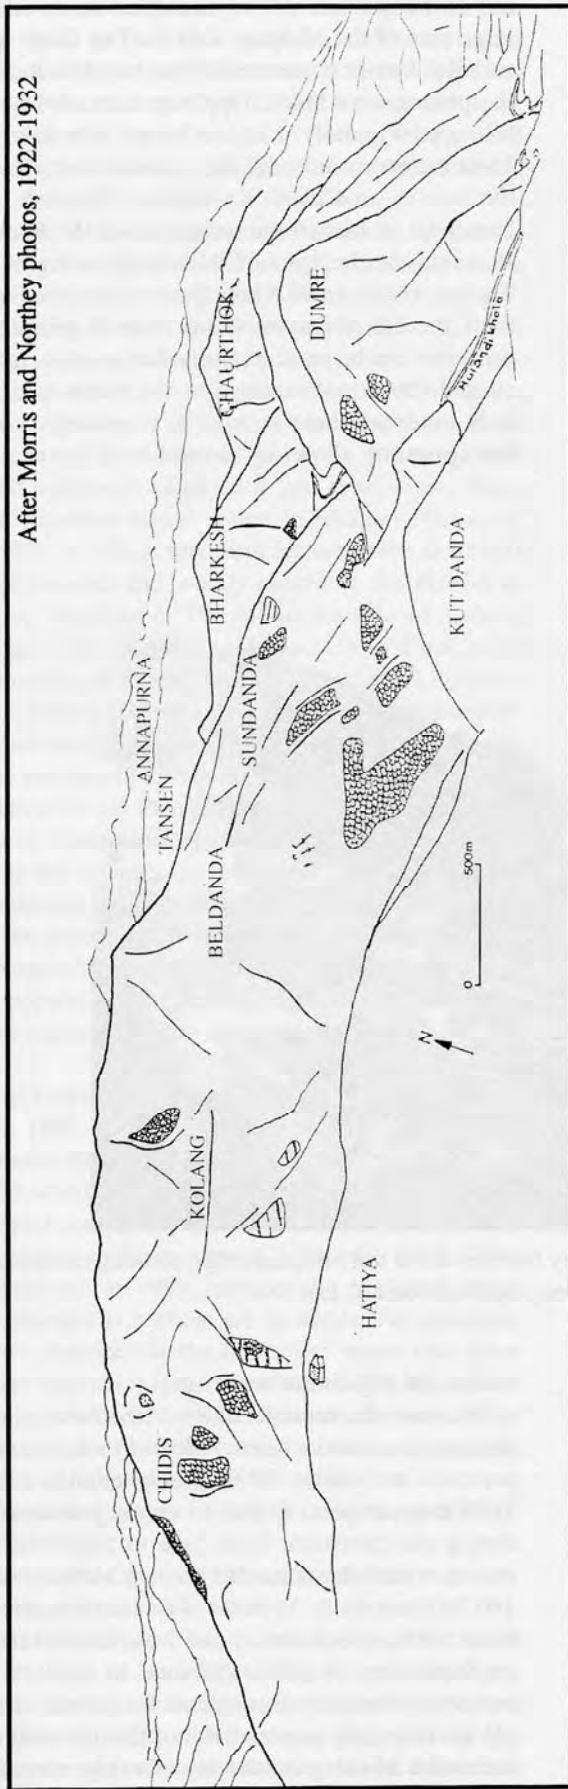 After Morris and Northey photos, 1922-1932
ANNAPURNA
TANSEN
CHAURTHOK
BHARKESH
DUMRE
CHIDIS
KOLANG
BELDANDA
SUNDANDA
khola
HATIYA
KUT DANDA
N
0 500m